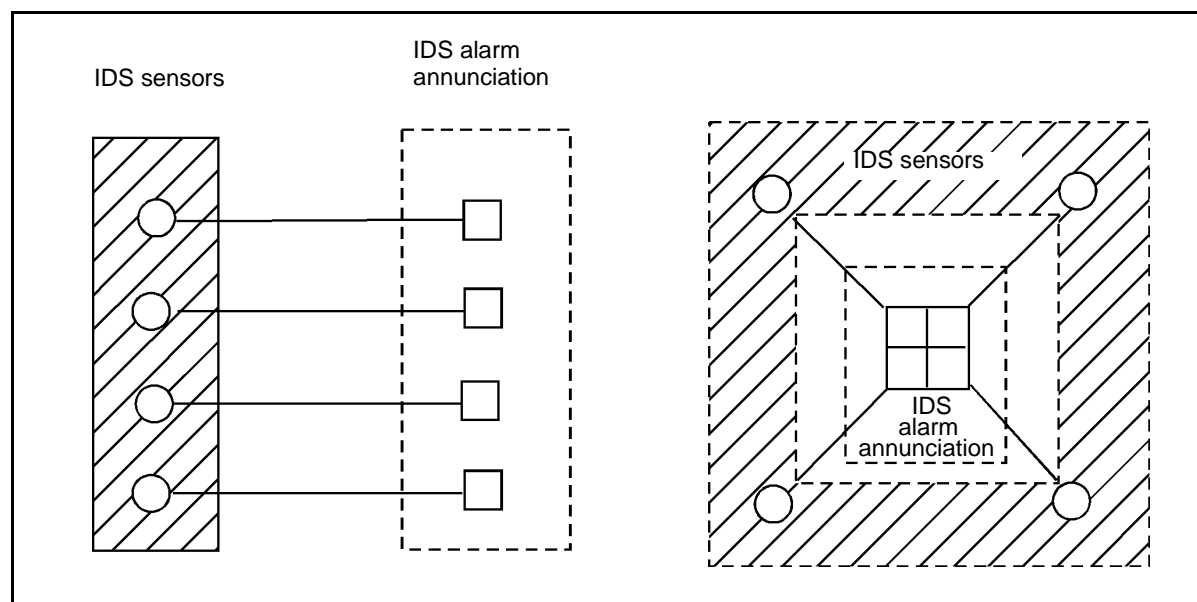 IDS sensors
IDS alarm
annunciation
IDS sensors
IDS
alarm
annunciation